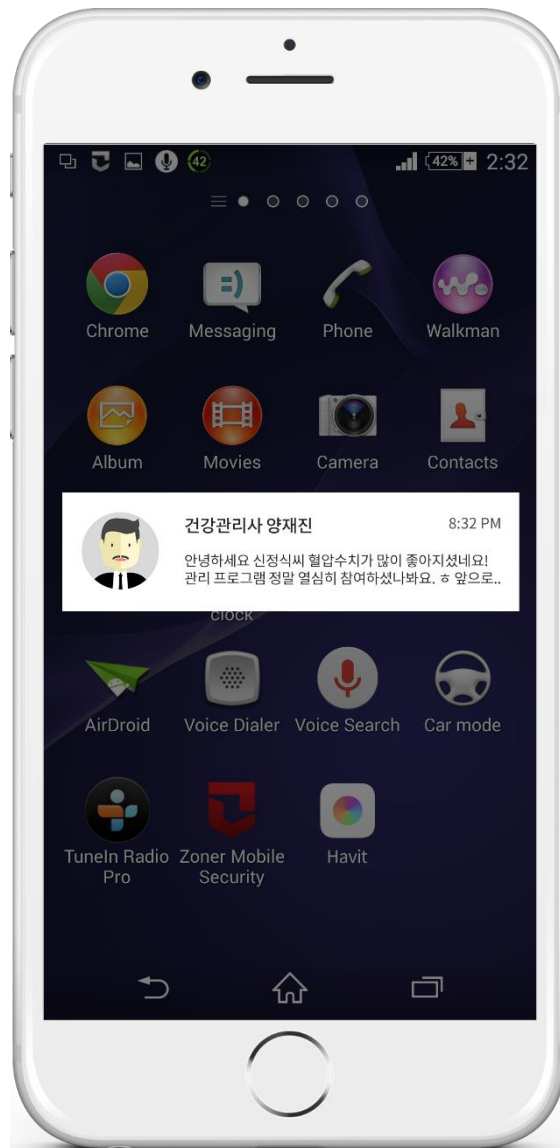 42
42%
2:32
Chrome
Messaging
Phone
Walkman
Album
Movies
Camera
Contacts
건강관리사 양재진
8:32 PM
안녕하세요 신정식씨 혈압수치가 많이 좋아지셨네요!
관리 프로그램 정말 열심히 참여하셨나봐요. ㅎ 앞으로..
clock
AirDroid
Voice Dialer
Voice Search
Car mode
TuneIn Radio
Pro
Zoner Mobile
Security
Havit